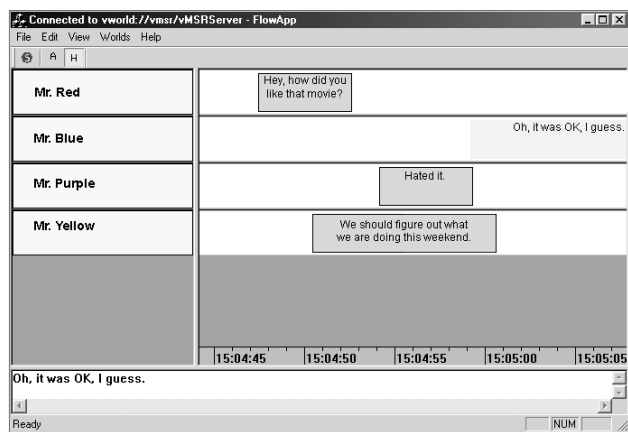 Connected to vworld://vmsr/vMSRServer - FlowApp
File Edit View Worlds Help
S A H
Mr. Red
Hey, how did you
like that movie?
Mr. Blue
Oh, it was OK, I guess.
Mr. Purple
Hated it.
Mr. Yellow
We should figure out what
we are doing this weekend.
15:04:45 15:04:50 15:04:55 15:05:00 15:05:05
Oh, it was OK, I guess.
Ready NUM